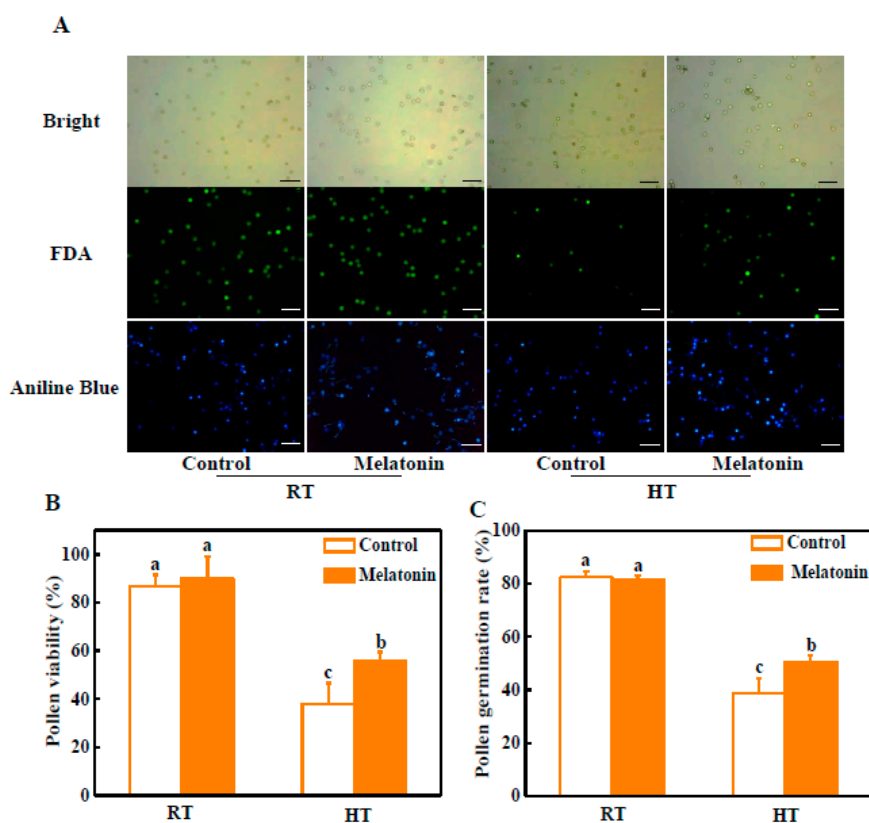 A
Bright
FDA
Aniline Blue
Control Melatonin Control Melatonin
RT HT
B
Pollen viability (%)
100
80
60
40
20
0
a a
c b
Control
Melatonin
RT HT
C
Pollen germination rate (%)
100
80
60
40
20
0
a a
c b
Control
Melatonin
RT HT